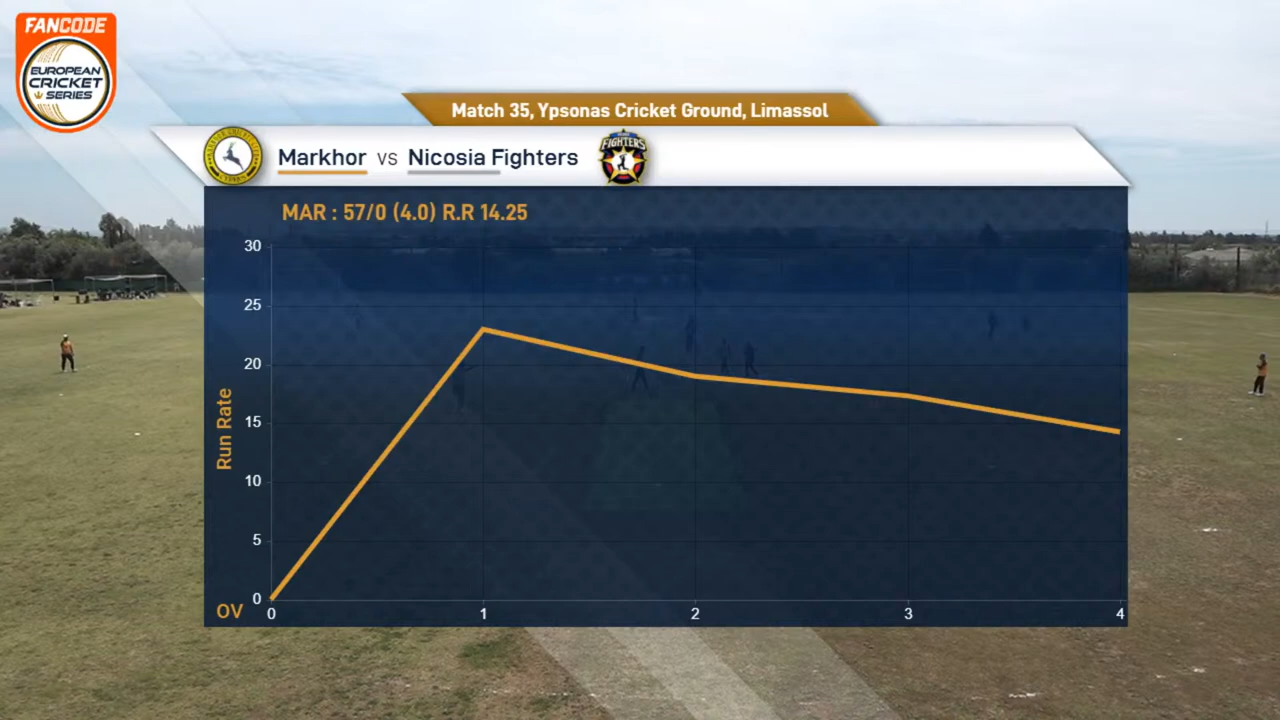 FANCODE
EUROPEAN
CRICKET
SERIES
Match 35, Ypsonas Cricket Ground, Limassol
Markhor vs Nicosia Fighters
FIGHTERS
MAR : 57/0 (4.0) R.R 14.25
30
25
20
15
10
5
0
Run Rate
OV 0 1 2 3 4